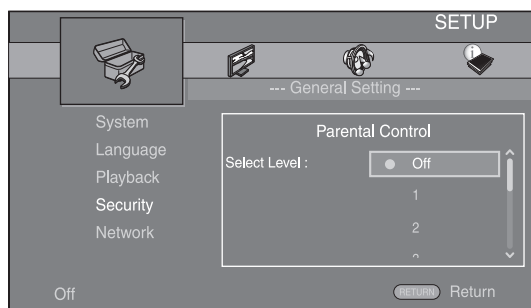 SETUP
--- General Setting ---
System
Language
Playback
Security
Network
Parental Control
Select Level :
Off
1
2
Off
RETURN Return